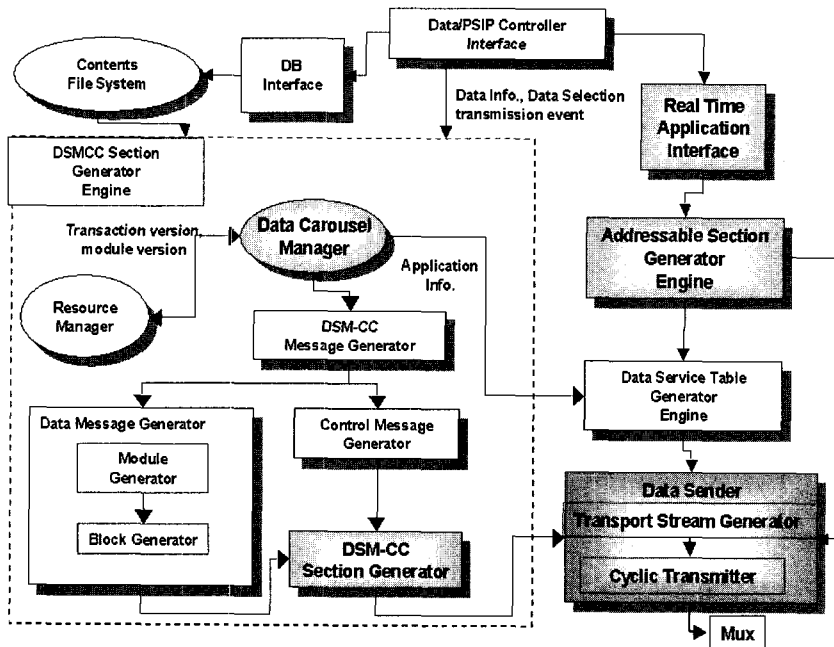 Data/PSIP Controller
Interface
Contents
File System
DB
Interface
Data Info., Data Selection
transmission event
Real Time
Application
Interface
DSMCC Section
Generator
Engine
Transaction version
module version
Data Carousel
Manager
Application
Info.
Addressable Section
Generator
Engine
Resource
Manager
DSM-CC
Message Generator
Data Service Table
Generator
Engine
Data Message Generator
Control Message
Generator
Module
Generator
Block Generator
DSM-CC
Section Generator
Data Sender
Transport Stream Generator
Cyclic Transmitter
Mux